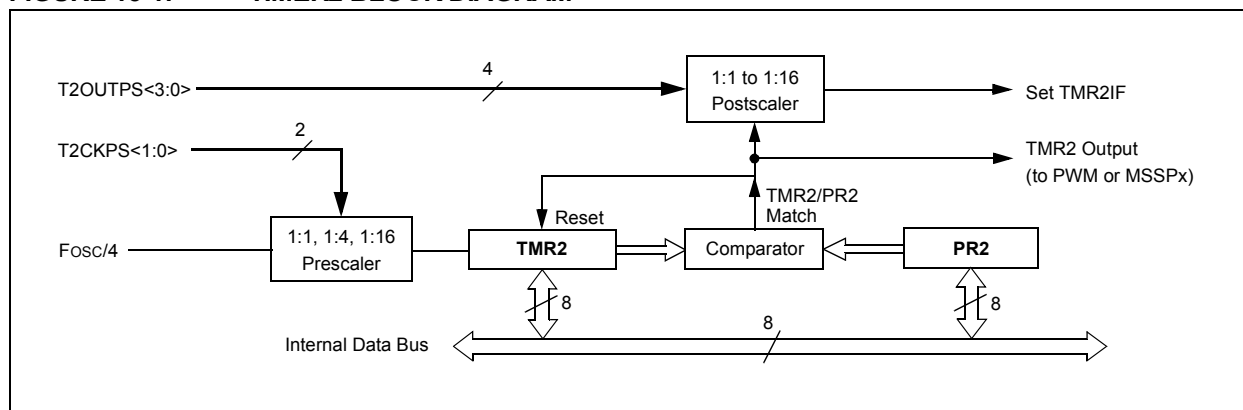 T2OUTPS<3:0>
4
1:1 to 1:16
Postscaler
Set TMR2IF
T2CKPS<1:0>
2
TMR2 Output
(to PWM or MSSPx)
Reset
TMR2/PR2
Match
FOSC/4
1:1, 1:4, 1:16
Prescaler
TMR2
Comparator
PR2
8
8
8
Internal Data Bus